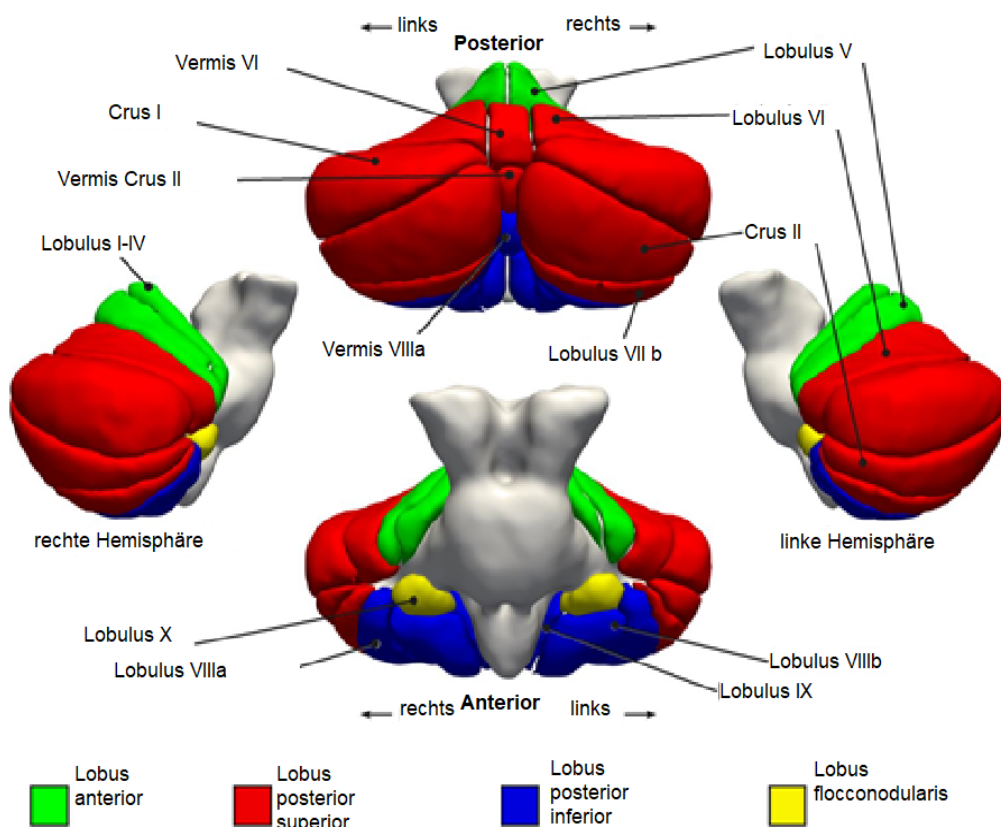 ← links rechts →
Posterior
Vermis VI
Lobulus V
Crus I
Lobulus VI
Vermis Crus II
Crus II
Lobulus I-IV
Vermis VIIIa
Lobulus VII b
rechte Hemisphäre
linke Hemisphäre
Lobulus X
Lobulus VIIIa
Lobulus VIIIb
Lobulus IX
← rechts Anterior links →
Lobus
anterior
Lobus
posterior
superior
Lobus
posterior
inferior
Lobus
flocconodularis